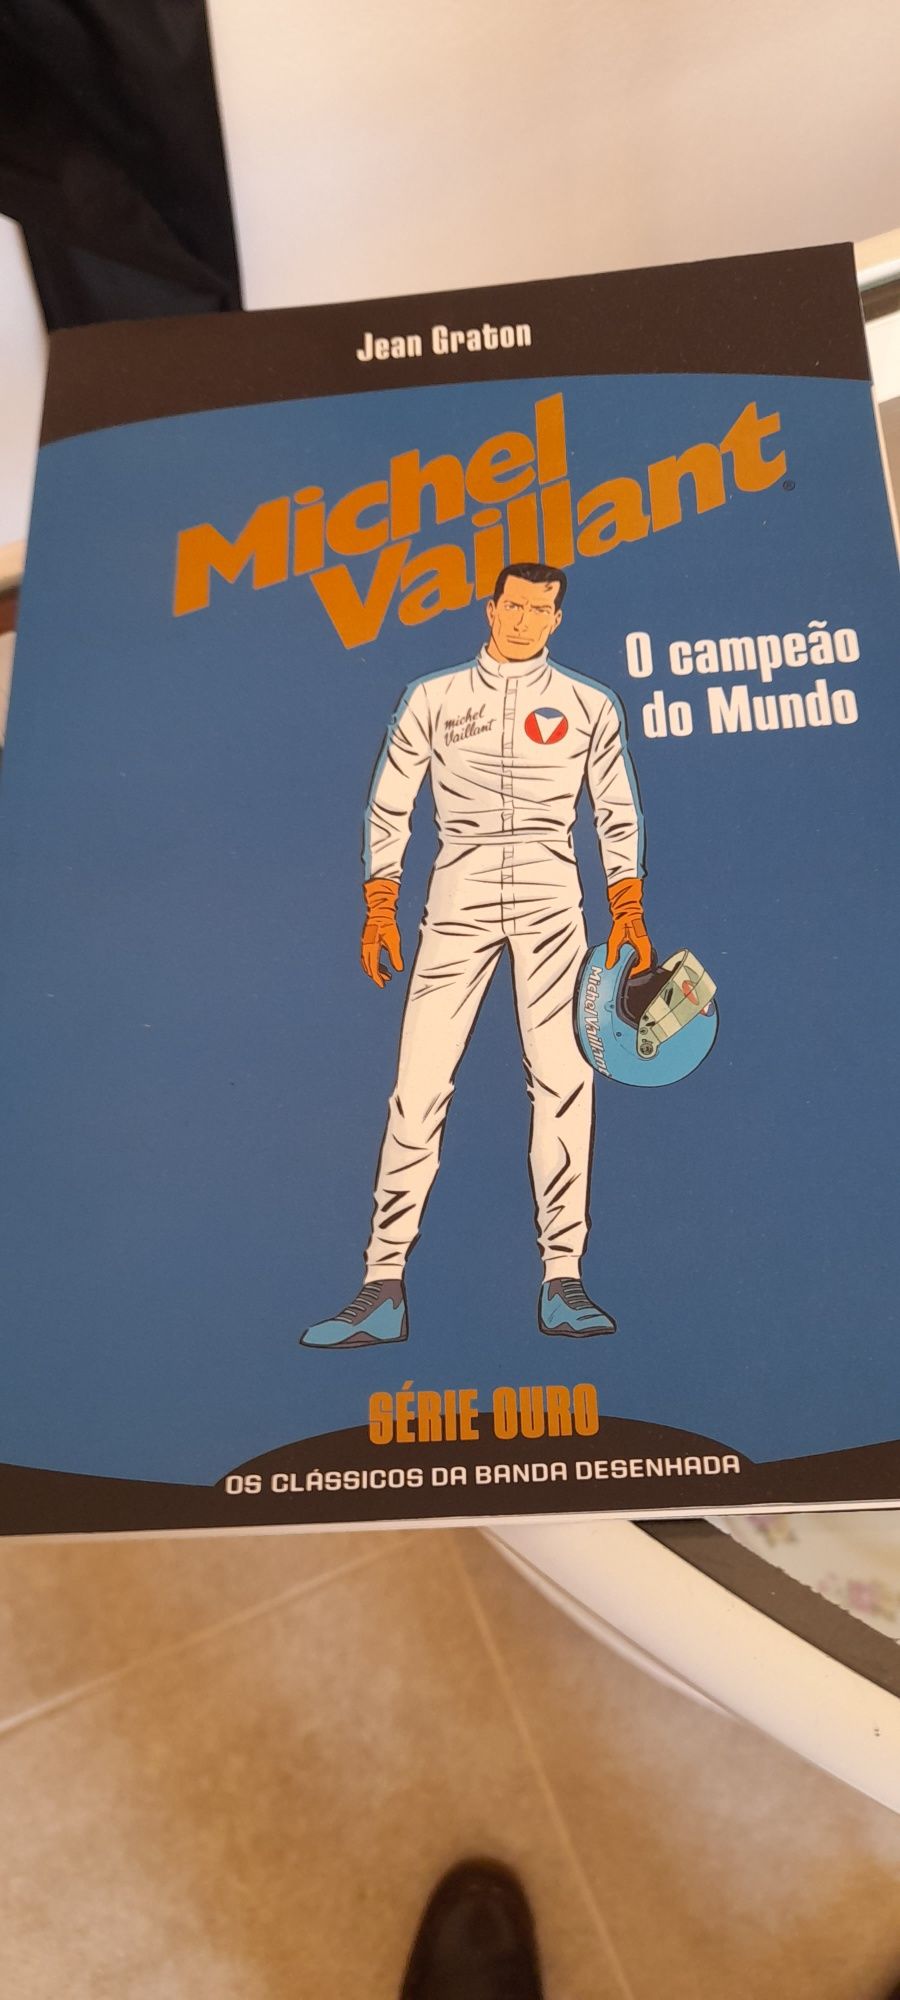 Jean Graton
Michel
Vaillant®
O campeão
do Mundo
michel
Vaillant
Michel Vaillant
SÉRIE OURO
OS CLÁSSICOS DA BANDA DESENHADA